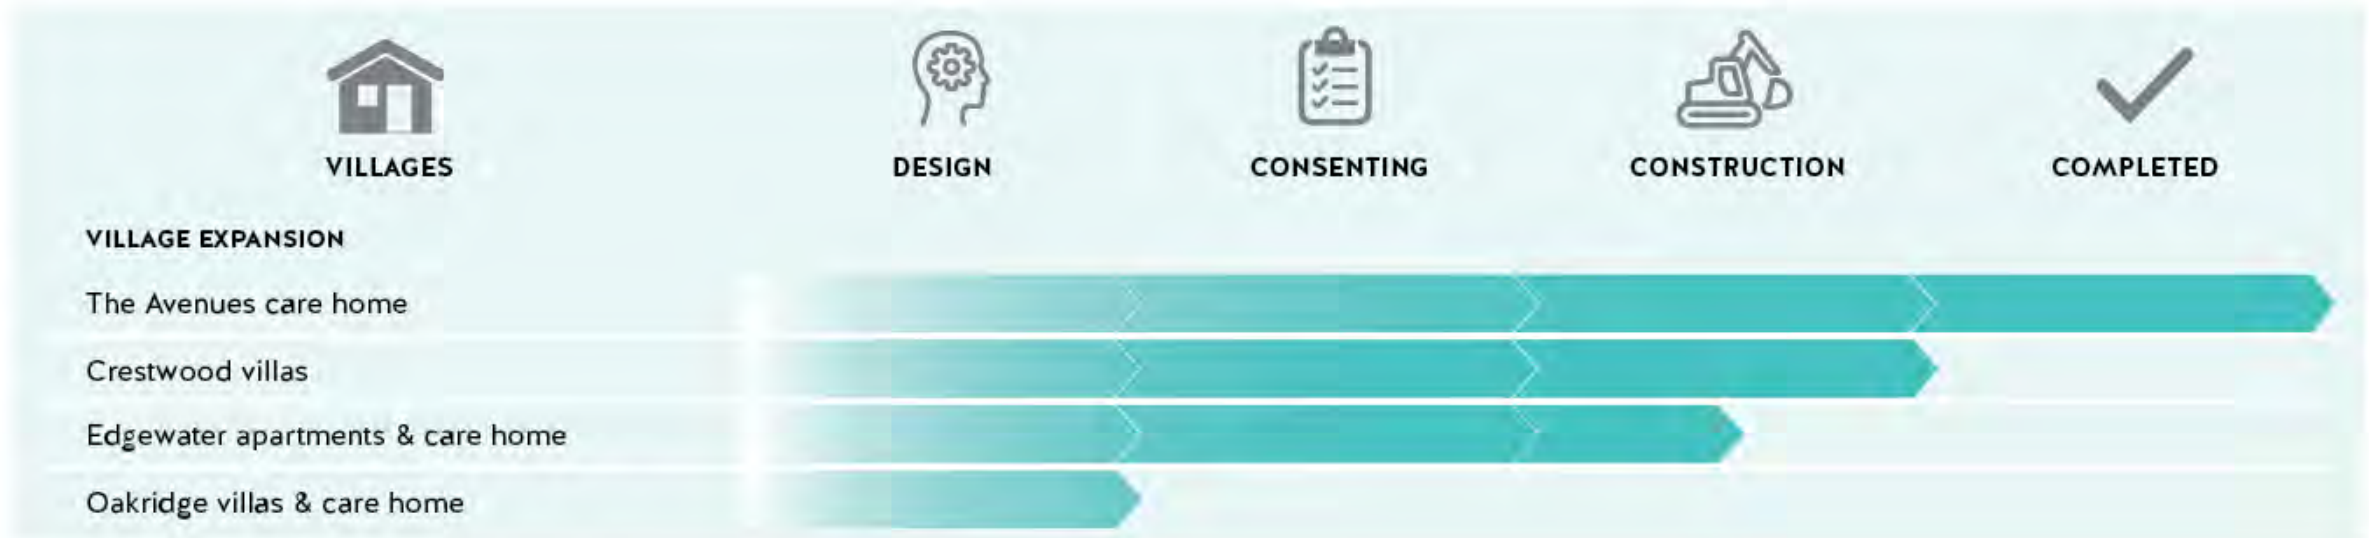 VILLAGES DESIGN CONSENTING CONSTRUCTION COMPLETED
VILLAGE EXPANSION
The Avenues care home
Crestwood villas
Edgewater apartments & care home
Oakridge villas & care home